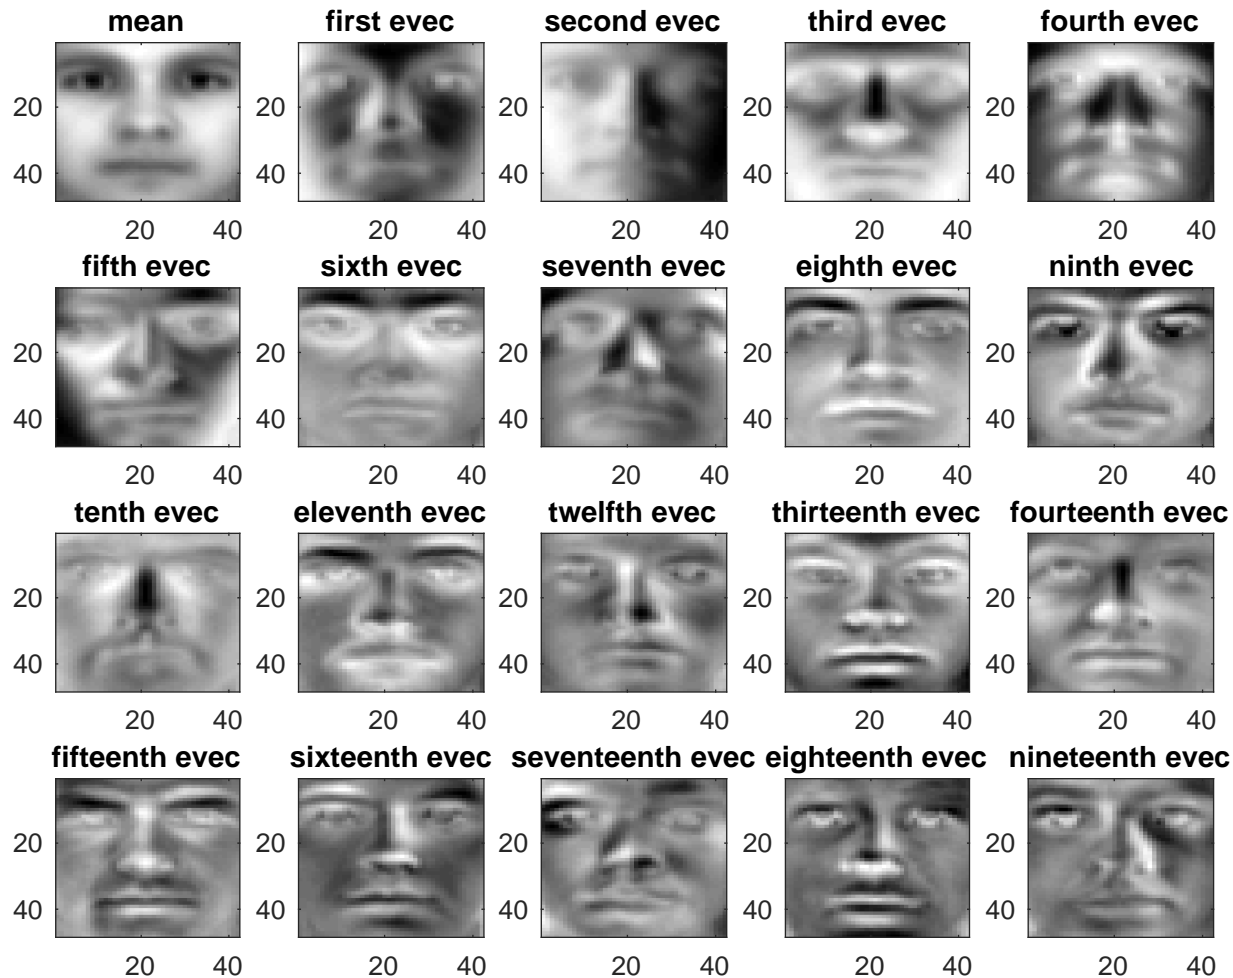 mean first evec second evec third evec fourth evec
20 20 20 20 20
40 40 40 40 40
20 40 20 40 20 40 20 40 20 40
fifth evec sixth evec seventh evec eighth evec ninth evec
20 20 20 20 20
40 40 40 40 40
20 40 20 40 20 40 20 40 20 40
tenth evec eleventh evec twelfth evec thirteenth evec fourteenth evec
20 20 20 20 20
40 40 40 40 40
20 40 20 40 20 40 20 40 20 40
fifteenth evec sixteenth evec seventeenth evec eighteenth evec nineteenth evec
20 20 20 20 20
40 40 40 40 40
20 40 20 40 20 40 20 40 20 40